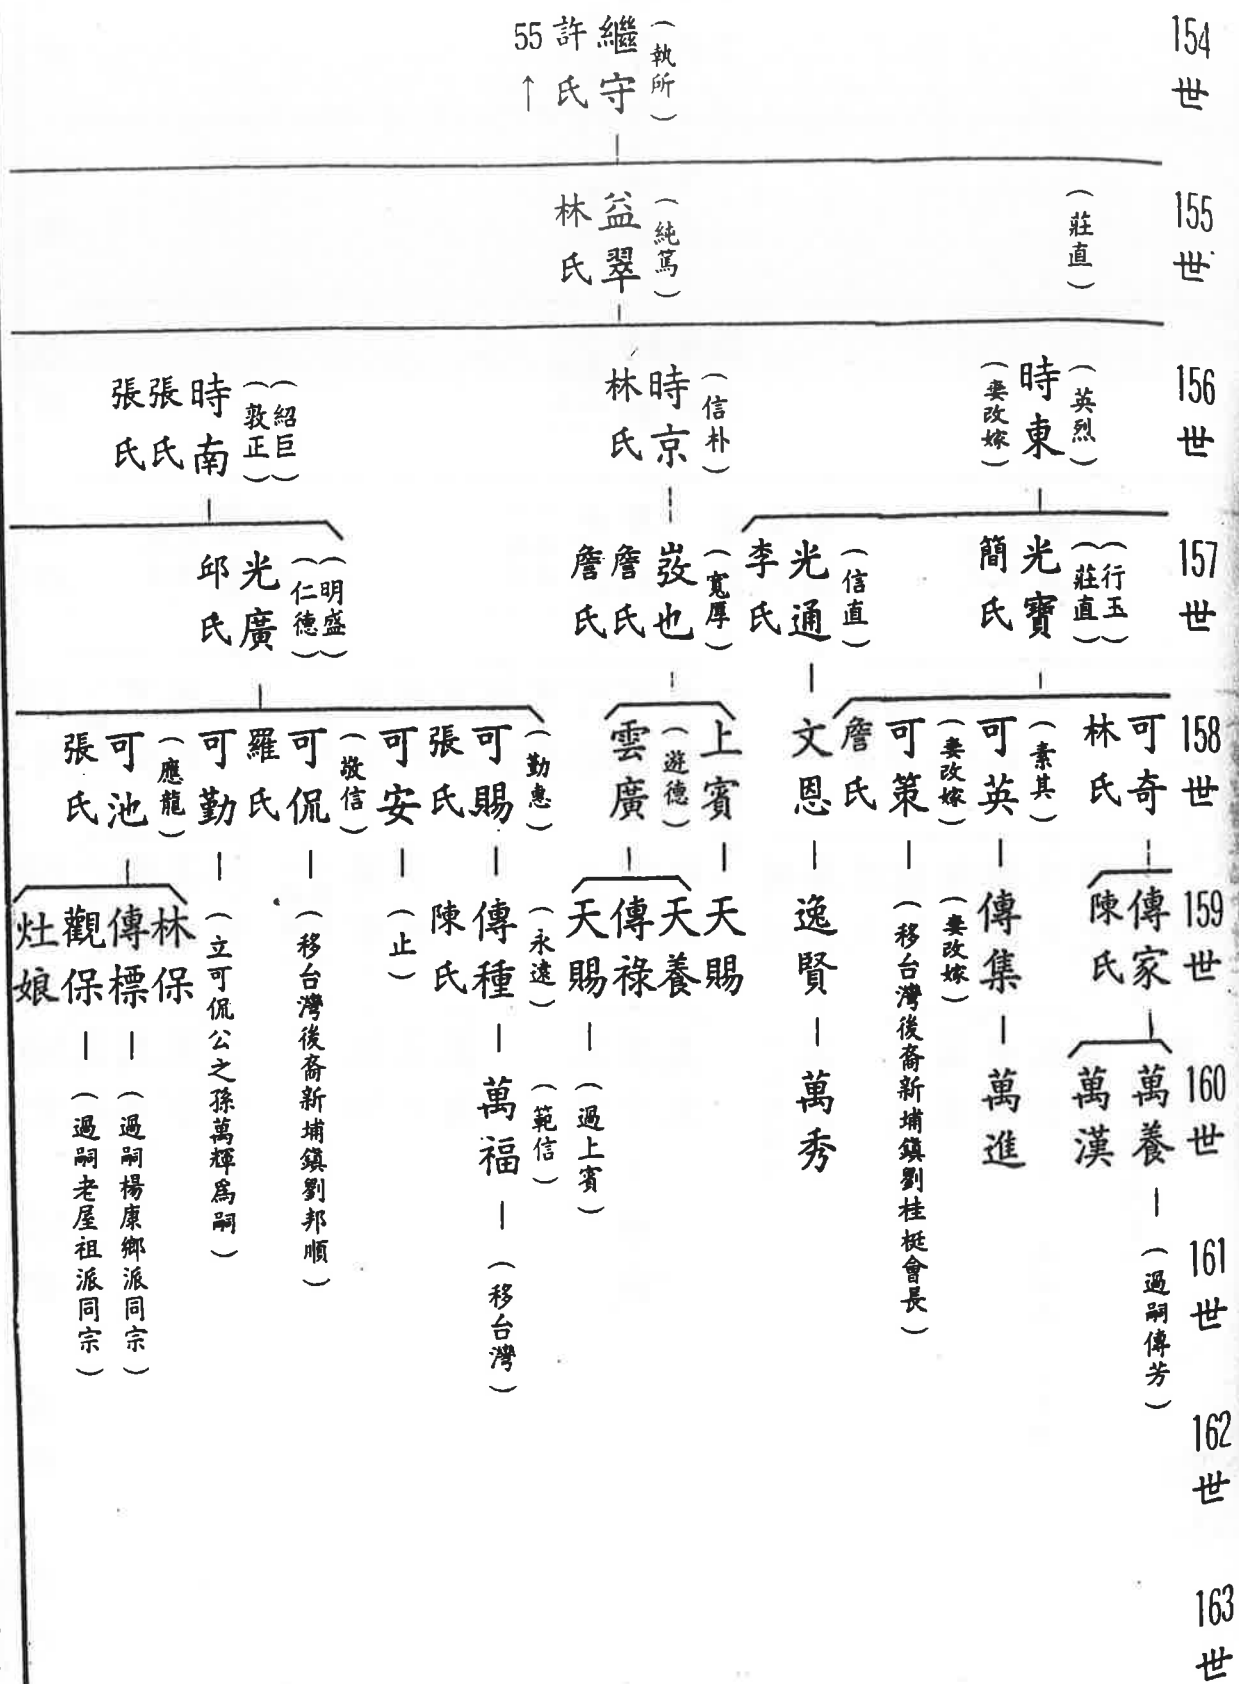 154世
繼守
（執所）
許氏
55
↑
155世
（莊直）
益翠
（純篤）
林氏
156世
（英烈）
時東
（妻改嫁）
（信朴）
時京
林氏
（紹巨）
（敦正）
時南
張氏
張氏
157世
（行玉）
（莊直）
光寶
簡氏
（信直）
光通
李氏
（寬厚）
也
詹氏
詹氏
（明盛）
（仁德）
光廣
邱氏
158世
可奇
林氏
（素其）
可英
（妻改嫁）
可策
詹氏
文恩
上賓
（遊德）
雲廣
（勤惠）
可賜
張氏
可安
（敬信）
可侃
羅氏
可勤
（應龍）
可池
張氏
159世
傳家
陳氏
傳集
（妻改嫁）
（移台灣後裔新埔鎮劉桂梃會長）
逸賢
天賜
天養
傳祿
天賜
（永遠）
傳種
陳氏
（止）
（移台灣後裔新埔鎮劉邦順）
（立可侃公之孫萬輝爲嗣）
林保
傳標
觀保
灶娘
160世
萬養
萬漢
萬進
萬秀
（過上賓）
（範信）
萬福
（過嗣楊康鄉派同宗）
（過嗣老屋祖派同宗）
161世
（過嗣傳芳）
（移台灣）
162世
163世